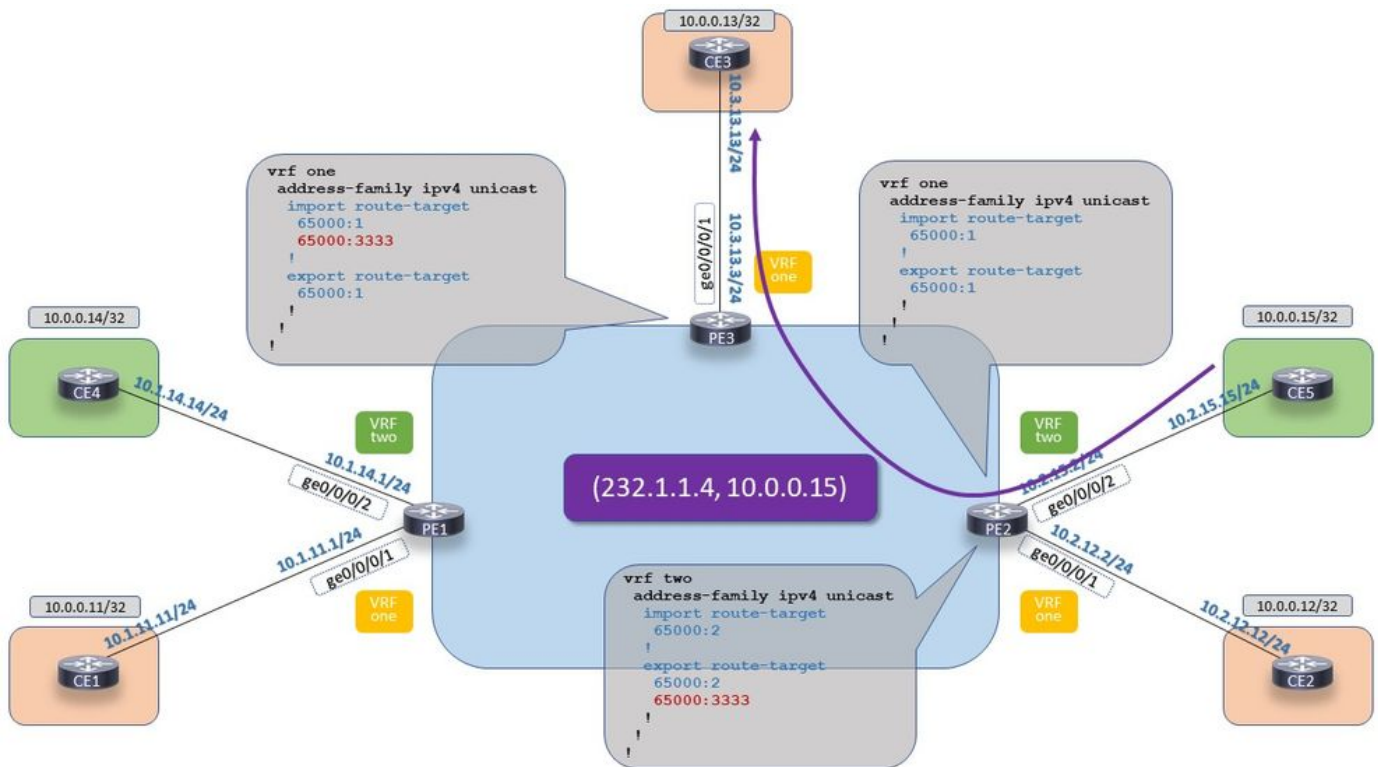 10.0.0.13/32
CE3
10.3.13.13/24
vrf one
address-family ipv4 unicast
import route-target
65000:1
65000:3333
!
export route-target
65000:1
!
!
!
ge0/0/0/1
10.3.13.3/24
VRF
one
PE3
vrf one
address-family ipv4 unicast
import route-target
65000:1
!
export route-target
65000:1
!
!
!
10.0.0.14/32
CE4
10.1.14.14/24
VRF
two
10.1.14.1/24
ge0/0/0/2
PE1
10.1.11.1/24
ge0/0/0/1
VRF
one
10.0.0.11/32
10.1.11.11/24
CE1
(232.1.1.4, 10.0.0.15)
10.0.0.15/32
CE5
10.2.15.15/24
VRF
two
10.2.15.2/24
ge0/0/0/2
PE2
10.2.12.2/24
ge0/0/0/1
VRF
one
10.0.0.12/32
10.2.12.12/24
CE2
vrf two
address-family ipv4 unicast
import route-target
65000:2
!
export route-target
65000:2
65000:3333
!
!
!